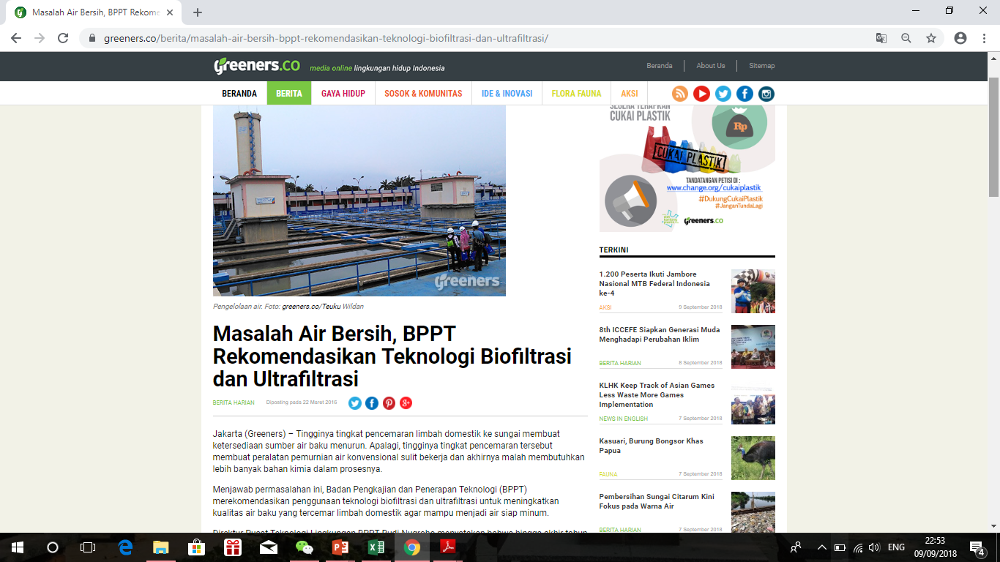 Masalah Air Bersih, BPPT Rekome
greeners.co/berita/masalah-air-bersih-bppt-rekomendasikan-teknologi-biofiltrasi-dan-ultrafiltrasi/
greeners.co media online lingkungan hidup Indonesia
Beranda
About Us
Sitemap
BERANDA
BERITA
GAYA HIDUP
SOSOK & KOMUNITAS
IDE & INOVASI
FLORA FAUNA
AKSI
greeners
Pengelolaan air. Foto: greeners.co/Teuku Wildan
Masalah Air Bersih, BPPT
Rekomendasikan Teknologi Biofiltrasi
dan Ultrafiltrasi
BERITA HARIAN Diposting pada 22 Maret 2016
Jakarta (Greeners) – Tingginya tingkat pencemaran limbah domestik ke sungai membuat
ketersediaan sumber air baku menurun. Apalagi, tingginya tingkat pencemaran tersebut
membuat peralatan pemurnian air konvensional sulit bekerja dan akhirnya malah membutuhkan
lebih banyak bahan kimia dalam prosesnya.
Menjawab permasalahan ini, Badan Pengkajian dan Penerapan Teknologi (BPPT)
merekomendasikan penggunaan teknologi biofiltrasi dan ultrafiltrasi untuk meningkatkan
kualitas air baku yang tercemar limbah domestik agar mampu menjadi air siap minum.
Direktur Pusat Teknologi Lingkungan BPPT Rudi Nugroho menyatakan bahwa hingga akhir tahun
SEGERA TERAPKAN
CUKAI PLASTIK
Rp
CUKAI PLASTIK
TANDATANGAN PETISI DI :
www.change.org/cukaiplastik
#DukungCukaiPlastik
#JanganTundaLagi
greeners.co
TERKINI
1.200 Peserta Ikuti Jambore
Nasional MTB Federal Indonesia
ke-4
AKSI 9 September 2018
8th ICCEFE Siapkan Generasi Muda
Menghadapi Perubahan Iklim
BERITA HARIAN 8 September 2018
KLHK Keep Track of Asian Games
Less Waste More Games
Implementation
NEWS IN ENGLISH 7 September 2018
Kasuari, Burung Bongsor Khas
Papua
FAUNA 7 September 2018
Pembersihan Sungai Citarum Kini
Fokus pada Warna Air
BERITA HARIAN 7 September 2018
ENG
22:53
09/09/2018
4